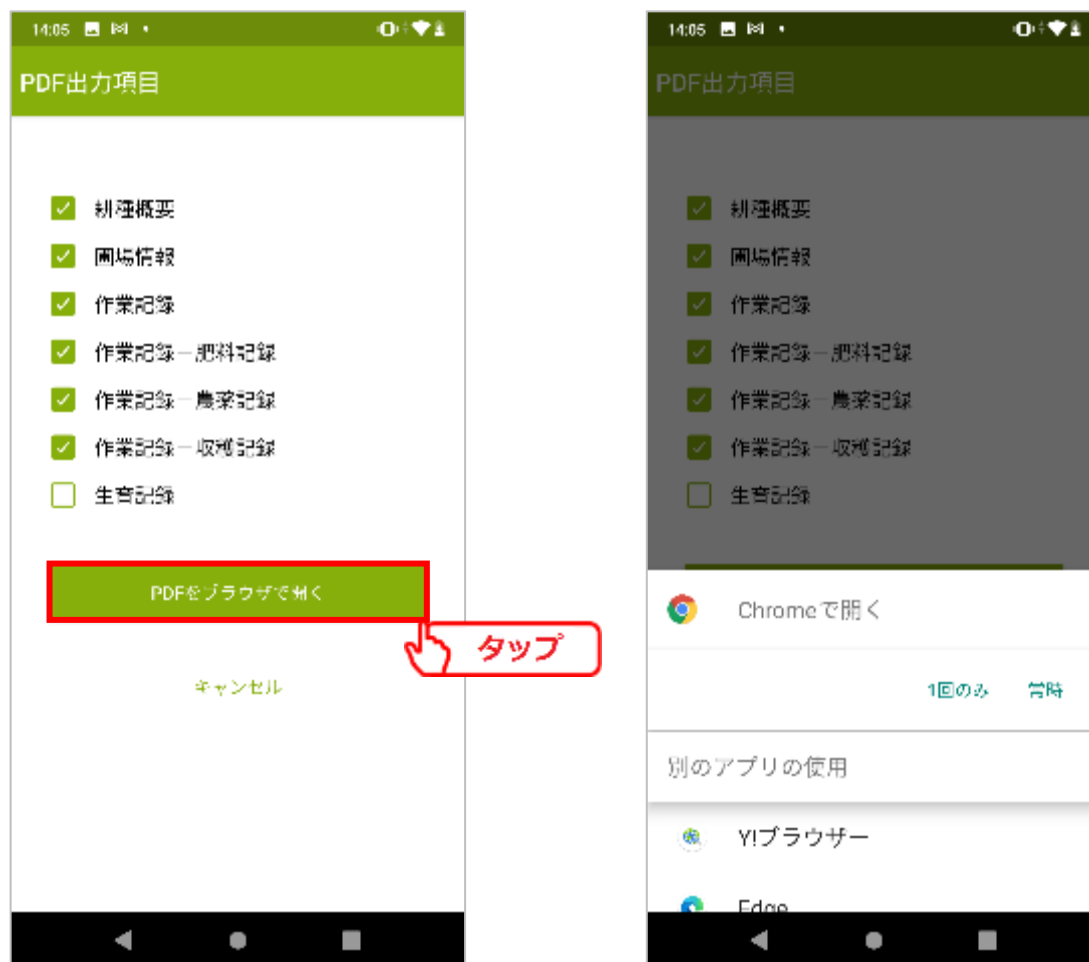 14:05
PDF出力項目
耕種概要
圃場情報
作業記録
作業記録－肥料記録
作業記録－農薬記録
作業記録－収穫記録
生育記録
PDFをブラウザで開く
タップ
キャンセル
14:05
PDF出力項目
耕種概要
圃場情報
作業記録
作業記録－肥料記録
作業記録－農薬記録
作業記録－収穫記録
生育記録
Chromeで開く
1回のみ 常時
別のアプリの使用
Y!ブラウザー
Edge